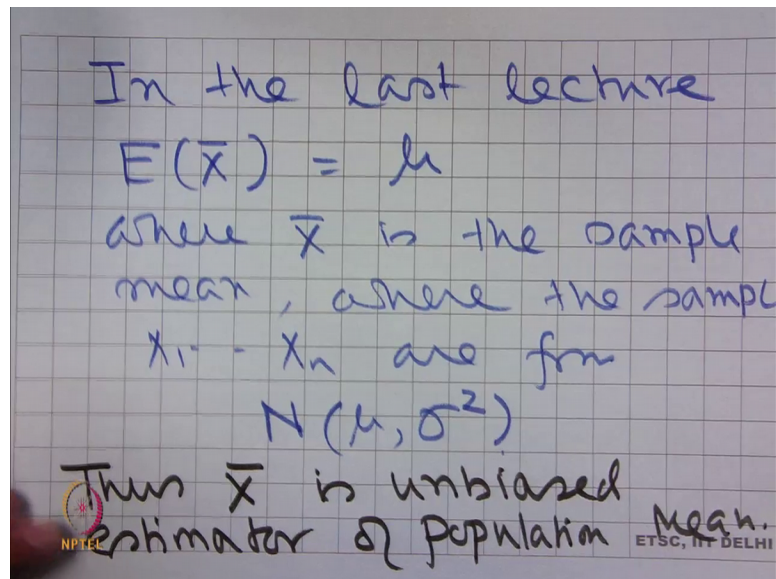 In the last lecture
E(X̄) = μ
where X̄ is the sample
mean, where the sampl
X₁ - - Xₙ are from
N(μ, σ²)
Thus X̄ is unbiased
estimator of population Mean.
NPTEL
ETSC, IIT DELHI